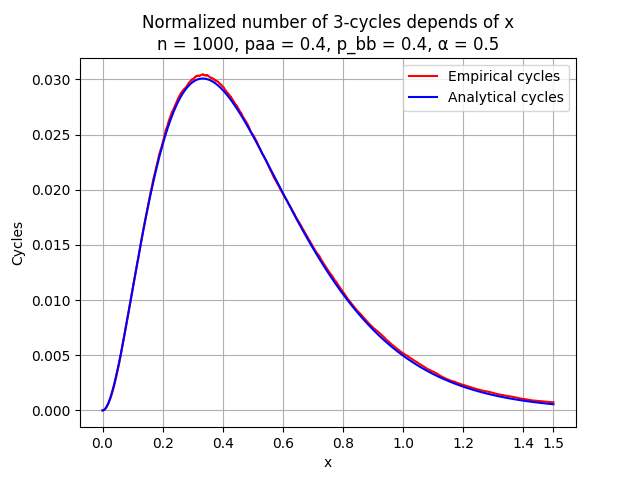 Normalized number of 3-cycles depends of x
n = 1000, paa = 0.4, p_bb = 0.4, α = 0.5
Empirical cycles
Analytical cycles
Cycles
0.030
0.025
0.020
0.015
0.010
0.005
0.000
0.0 0.2 0.4 0.6 0.8 1.0 1.2 1.4 1.5
x